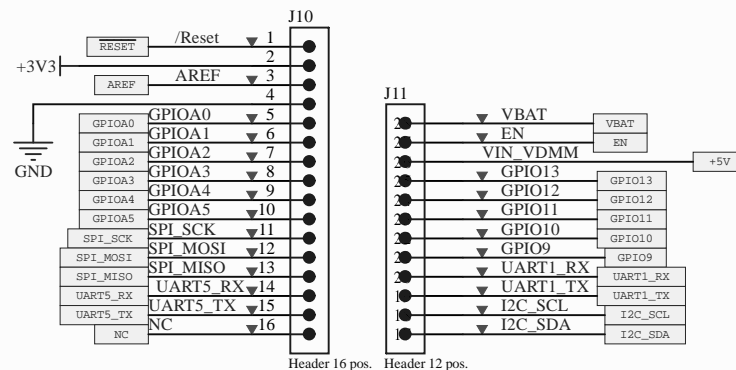 J10
RESET /Reset 1
+3V3 2
AREF AREF 3
4
GND
GPIOA0 GPIOA0 5
GPIOA1 GPIOA1 6
GPIOA2 GPIOA2 7
GPIOA3 GPIOA3 8
GPIOA4 GPIOA4 9
GPIOA5 GPIOA5 10
SPI_SCK SPI_SCK 11
SPI_MOSI SPI_MOSI 12
SPI_MISO SPI_MISO 13
UART5_RX UART5_RX 14
UART5_TX UART5_TX 15
NC NC 16
Header 16 pos.
J11
VBAT VBAT
EN EN
VIN_VDMM +5V
GPIO13 GPIO13
GPIO12 GPIO12
GPIO11 GPIO11
GPIO10 GPIO10
GPIO9 GPIO9
UART1_RX UART1_RX
UART1_TX UART1_TX
I2C_SCL I2C_SCL
I2C_SDA I2C_SDA
Header 12 pos.